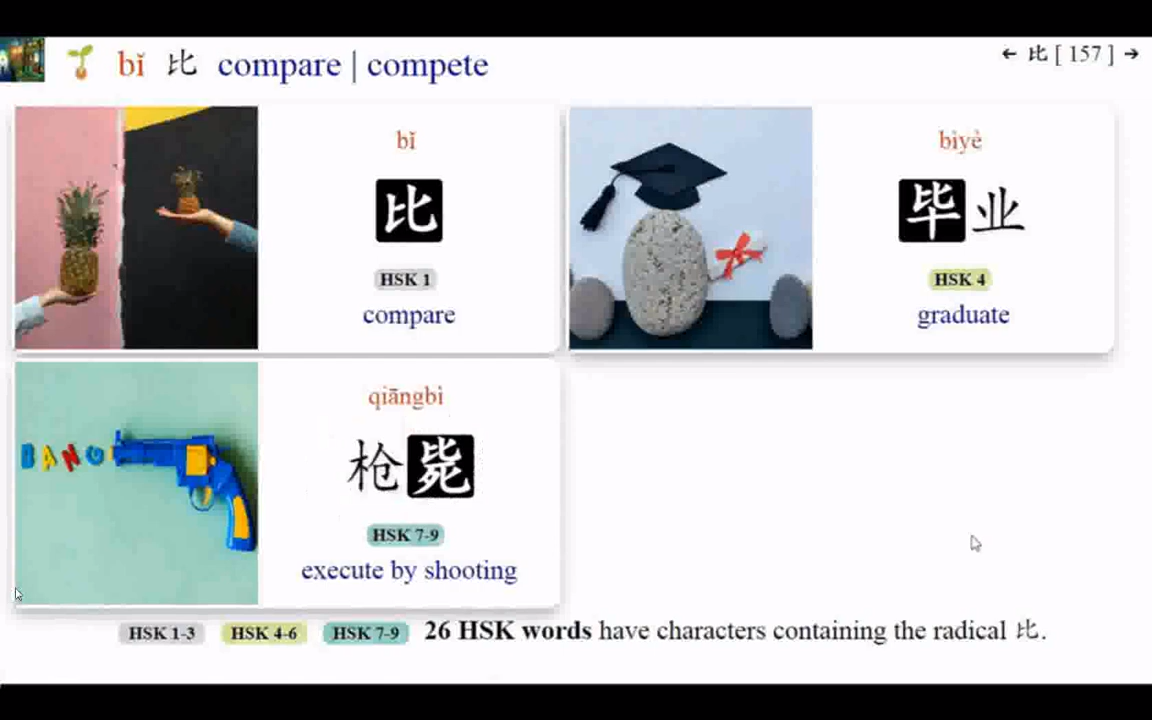 bǐ 比 compare | compete
← 比 [ 157 ] →
bǐ
比
HSK 1
compare
bìyè
毕业
HSK 4
graduate
BANG
qiāngbì
枪毙
HSK 7-9
execute by shooting
HSK 1-3 HSK 4-6 HSK 7-9 26 HSK words have characters containing the radical 比.